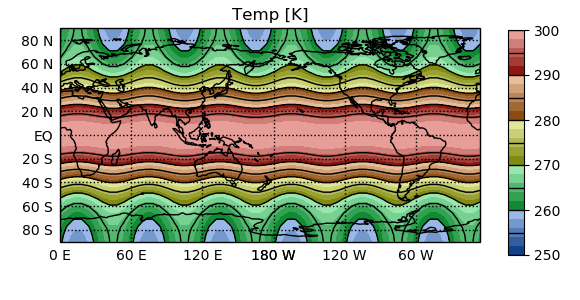 Temp [K]
80 N
60 N
40 N
20 N
EQ
20 S
40 S
60 S
80 S
0 E 60 E 120 E 180 W 120 W 60 W
300
290
280
270
260
250